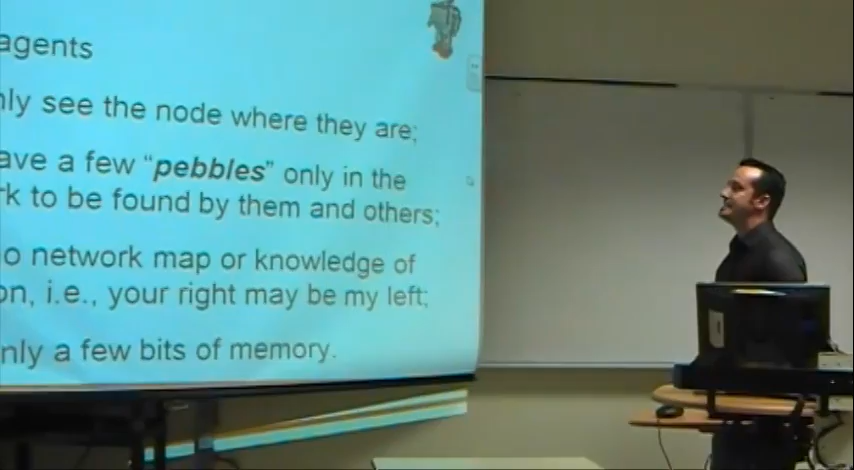 agents
nly see the node where they are;
ave a few “pebbles” only in the
rk to be found by them and others;
o network map or knowledge of
on, i.e., your right may be my left;
nly a few bits of memory.